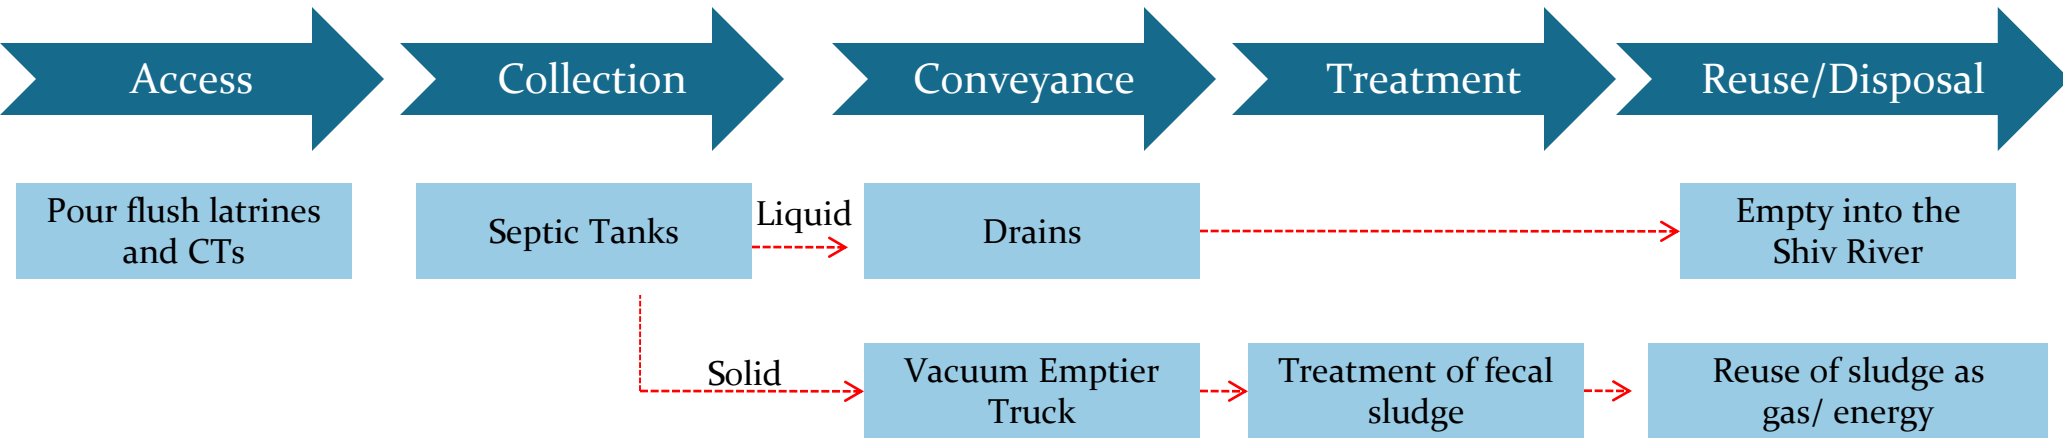 Access
Collection
Conveyance
Treatment
Reuse/Disposal
Pour flush latrines
and CTs
Septic Tanks
Liquid
Drains
Empty into the
Shiv River
Solid
Vacuum Emptier
Truck
Treatment of fecal
sludge
Reuse of sludge as
gas/ energy